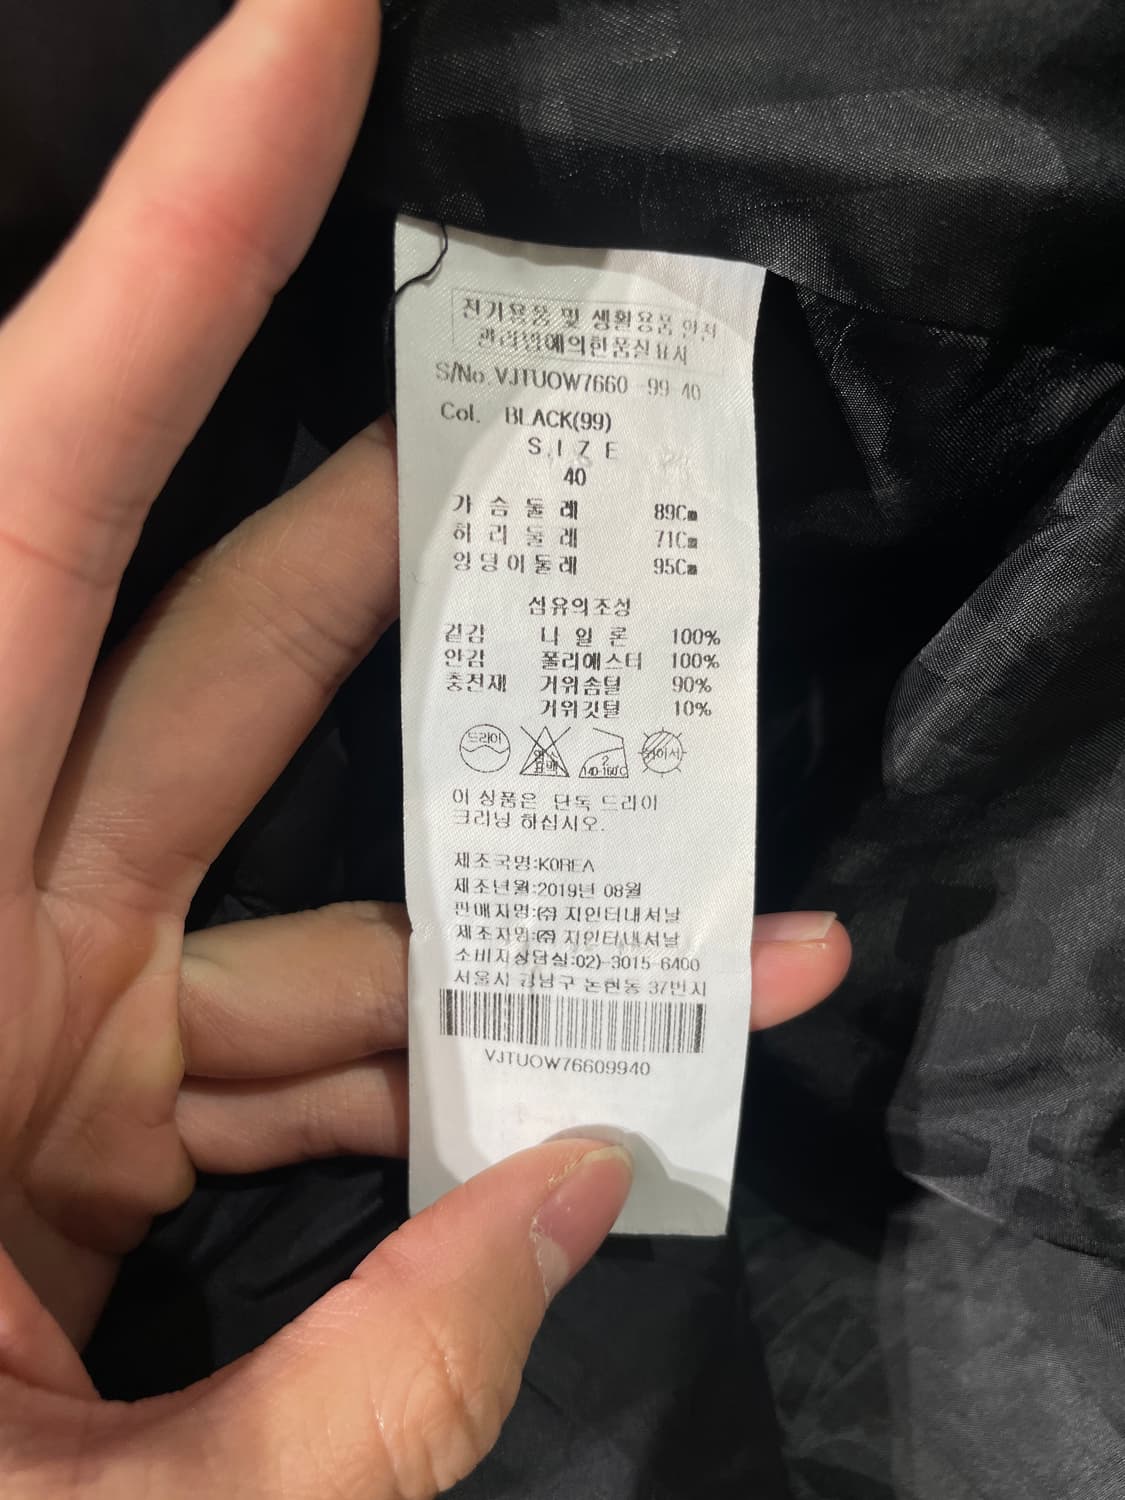 전기용품 및 생활용품 안전
관리법에의한품질표시
S/No.VJTUOW7660-99-40
Col. BLACK(99)
SIZE
40
가슴둘레 89Cm
허리둘레 71Cm
엉덩이둘레 95Cm
섬유의조성
겉감 나일론 100%
안감 폴리에스터 100%
충전재 거위솜털 90%
거위깃털 10%
드라이
염소표백
2
140-160℃
이 상품은 단독 드라이
크리닝 하십시오.
제조국명:KOREA
제조년월:2019년 08월
판매자명:㈜ 지인터내셔날
제조자명:㈜ 지인터내셔날
소비자상담실:02)-3015-6400
서울시 강남구 논현동 37번지
VJTUOW76609940